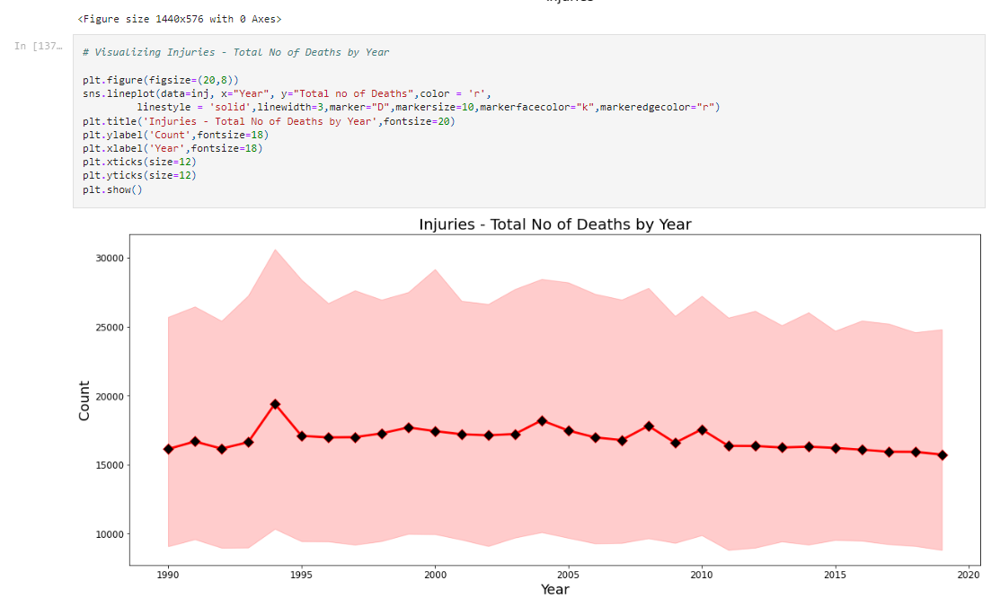 <Figure size 1440x576 with 0 Axes>
In [137…
# Visualizing Injuries - Total No of Deaths by Year
plt.figure(figsize=(20,8))
sns.lineplot(data=inj, x="Year", y="Total no of Deaths",color = 'r',
linestyle = 'solid',linewidth=3,marker="D",markersize=10,markerfacecolor="k",markeredgecolor="r")
plt.title('Injuries - Total No of Deaths by Year',fontsize=20)
plt.ylabel('Count',fontsize=18)
plt.xlabel('Year',fontsize=18)
plt.xticks(size=12)
plt.yticks(size=12)
plt.show()
Injuries - Total No of Deaths by Year
30000
25000
20000
15000
10000
Count
1990 1995 2000 2005 2010 2015 2020
Year